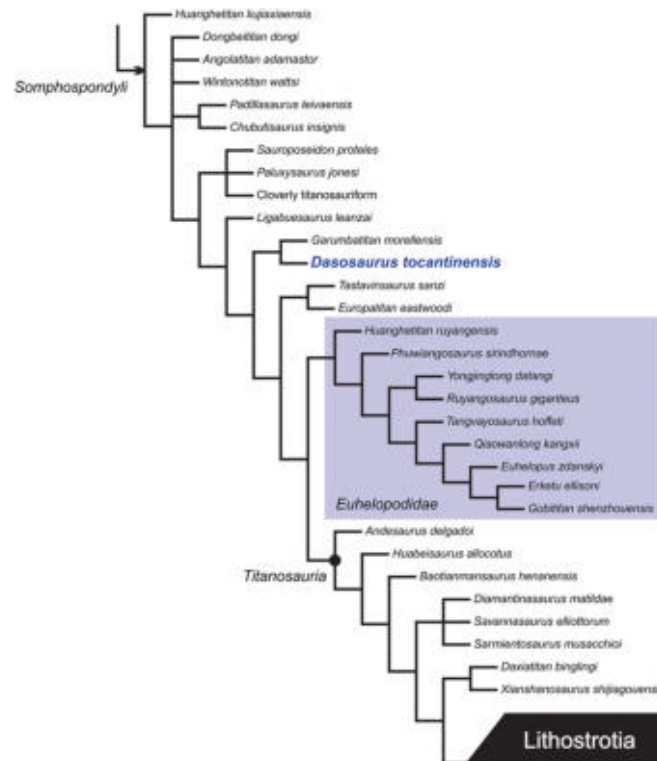 Huanghetitan liujiaxiaensis
Dongbeititan dongi
Angolatitan adamastor
Somphospondyli
Wintonotitan wattsi
Padillasaurus leivaensis
Chubutisaurus insignis
Sauroposeidon proteles
Paluxysaurus jonesi
Cloverly titanosauriform
Ligabuesaurus leanzai
Garumbatitan morellensis
Dasosaurus tocantinensis
Tastavinsaurus sanzi
Europatitan eastwoodi
Huanghetitan ruyangensis
Phuwiangosaurus sirindhornae
Yongjinglong datangi
Ruyangosaurus giganteus
Tangvayosaurus hoffeti
Qiaowanlong kangxii
Euhelopus zdanskyi
Erketu ellisoni
Euhelopodidae
Gobititan shenzhouensis
Andesaurus delgadoi
Huabeisaurus allocotus
Titanosauria
Baotianmansaurus henanensis
Diamantinasaurus matildae
Savannasaurus elliottorum
Sarmientosaurus musacchioi
Daxiatitan binglingi
Xianshanosaurus shijiagouens
Lithostrotia